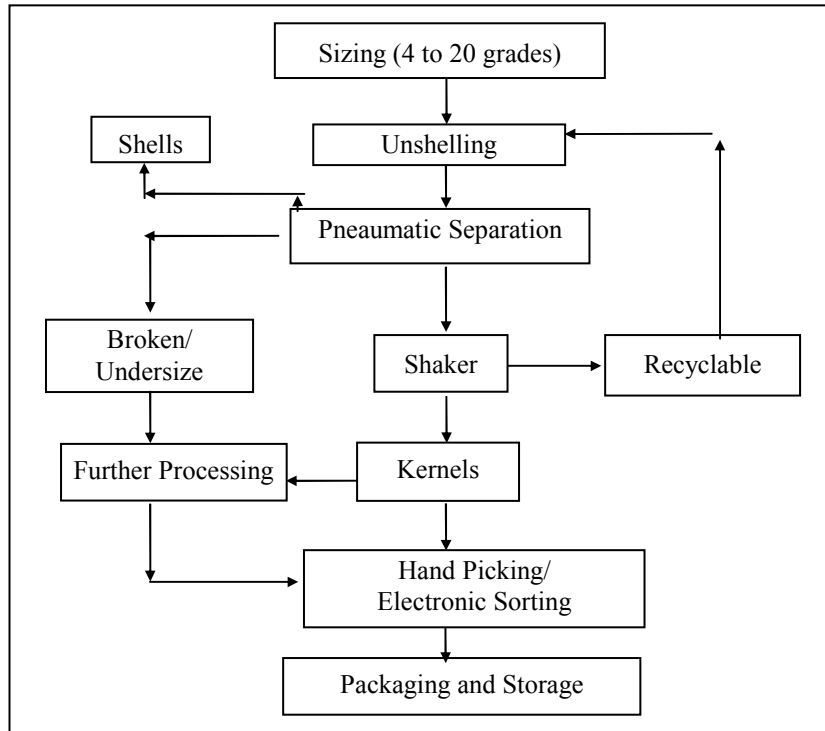 Sizing (4 to 20 grades)
Shells
Unshelling
Pneaumatic Separation
Broken/
Undersize
Shaker
Recyclable
Further Processing
Kernels
Hand Picking/
Electronic Sorting
Packaging and Storage